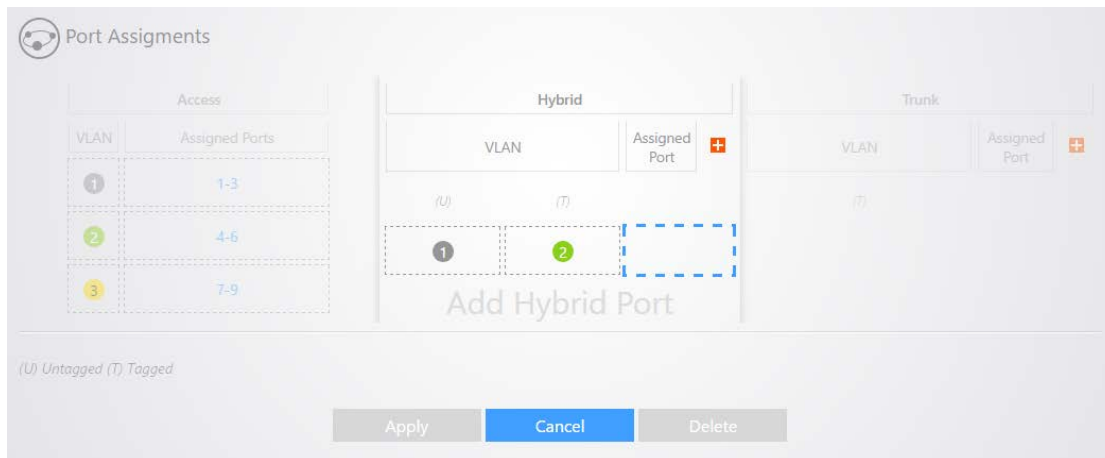 Port Assigments
Access
VLAN
Assigned Ports
1
1-3
2
4-6
3
7-9
Hybrid
VLAN
Assigned
Port
(U)
(T)
1
2
Add Hybrid Port
Trunk
VLAN
Assigned
Port
(T)
(U) Untagged (T) Tagged
Apply
Cancel
Delete